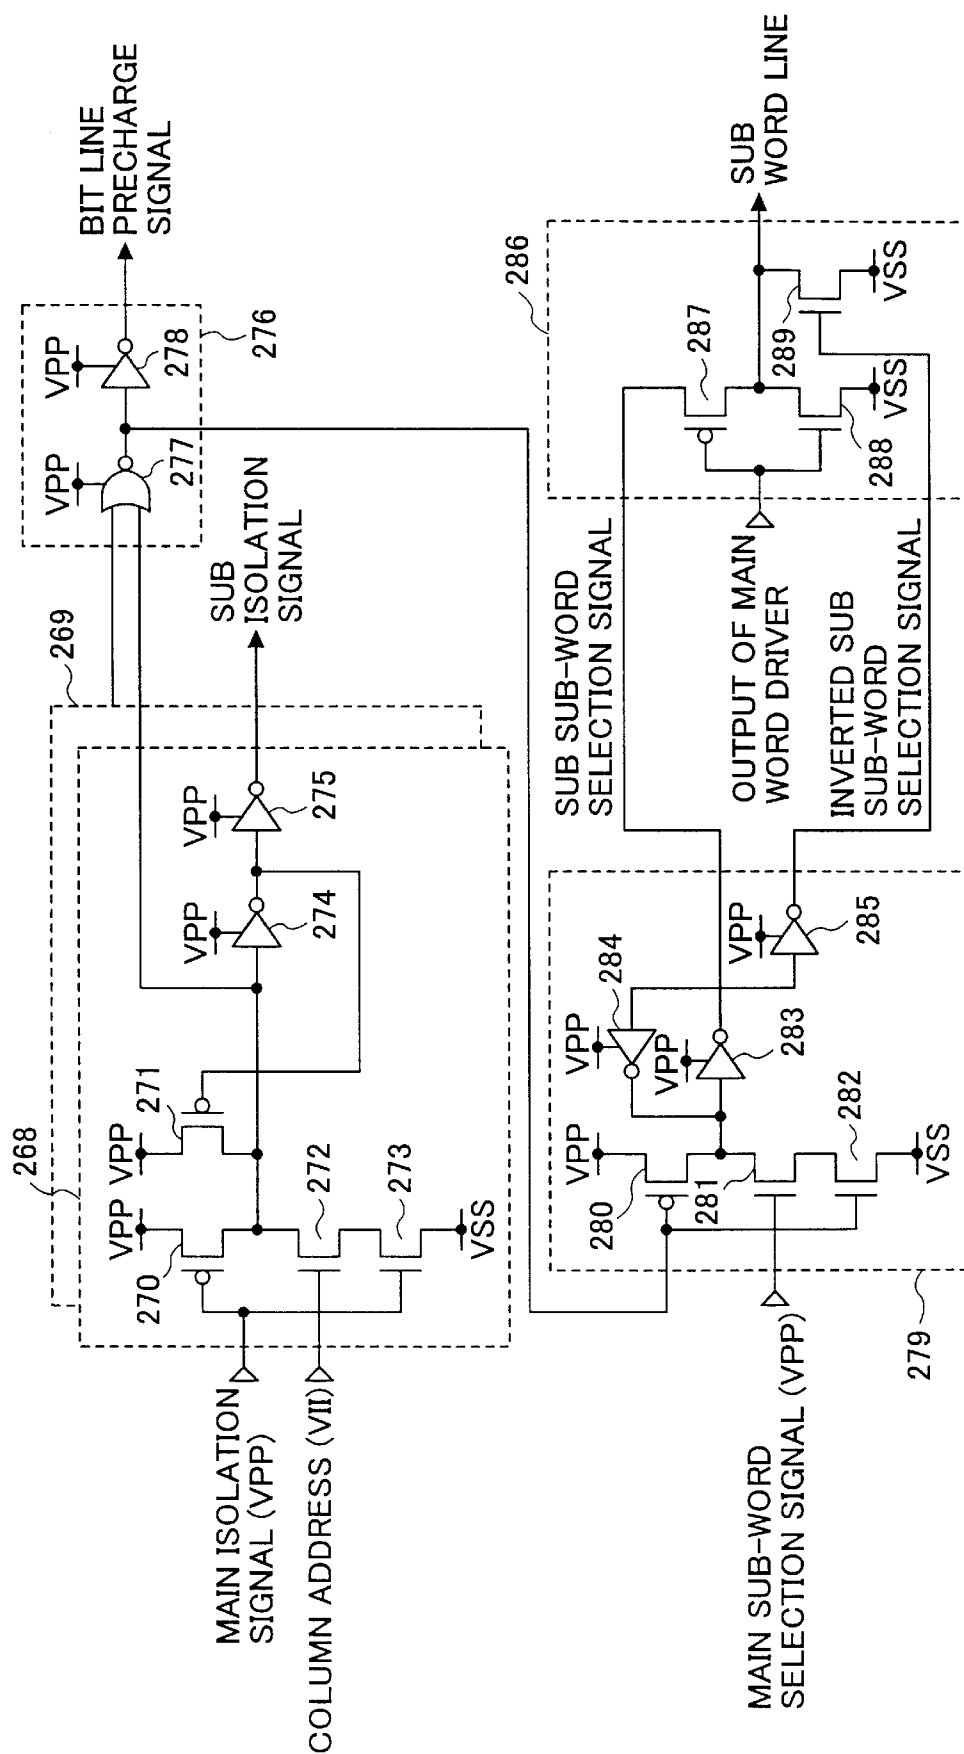 268
269
VPP
VPP
270
271
272
273
VSS
VPP
274
VPP
275
MAIN ISOLATION
SIGNAL (VPP)
COLUMN ADDRESS (VII)
SUB
ISOLATION
SIGNAL
VPP
277
VPP
278
276
BIT LINE
PRECHARGE
SIGNAL
VPP
280
281
282
VSS
VPP
284
VPP
283
VPP
285
279
MAIN SUB-WORD
SELECTION SIGNAL (VPP)
SUB SUB-WORD
SELECTION SIGNAL
OUTPUT OF MAIN
WORD DRIVER
INVERTED SUB
SUB-WORD
SELECTION SIGNAL
286
287
288
VSS
289
VSS
SUB
WORD LINE